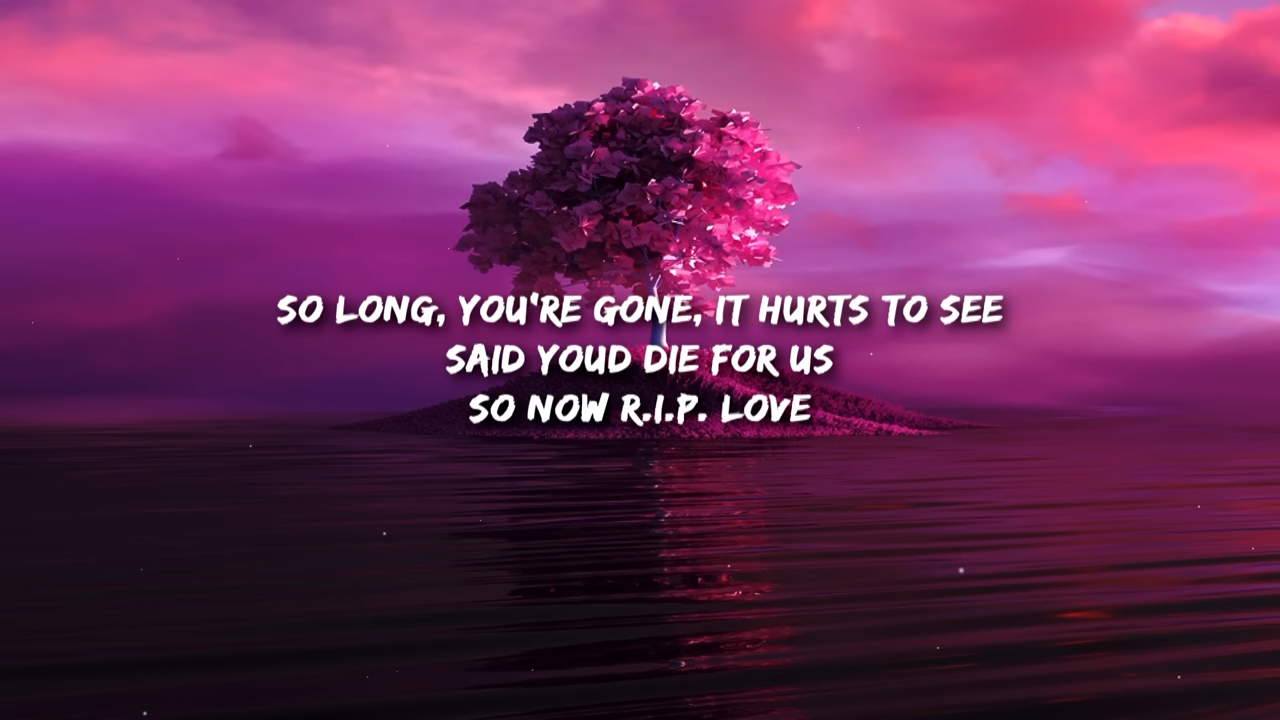 SO LONG, YOU'RE GONE, IT HURTS TO SEE
SAID YOUD DIE FOR US
SO NOW R.I.P. LOVE